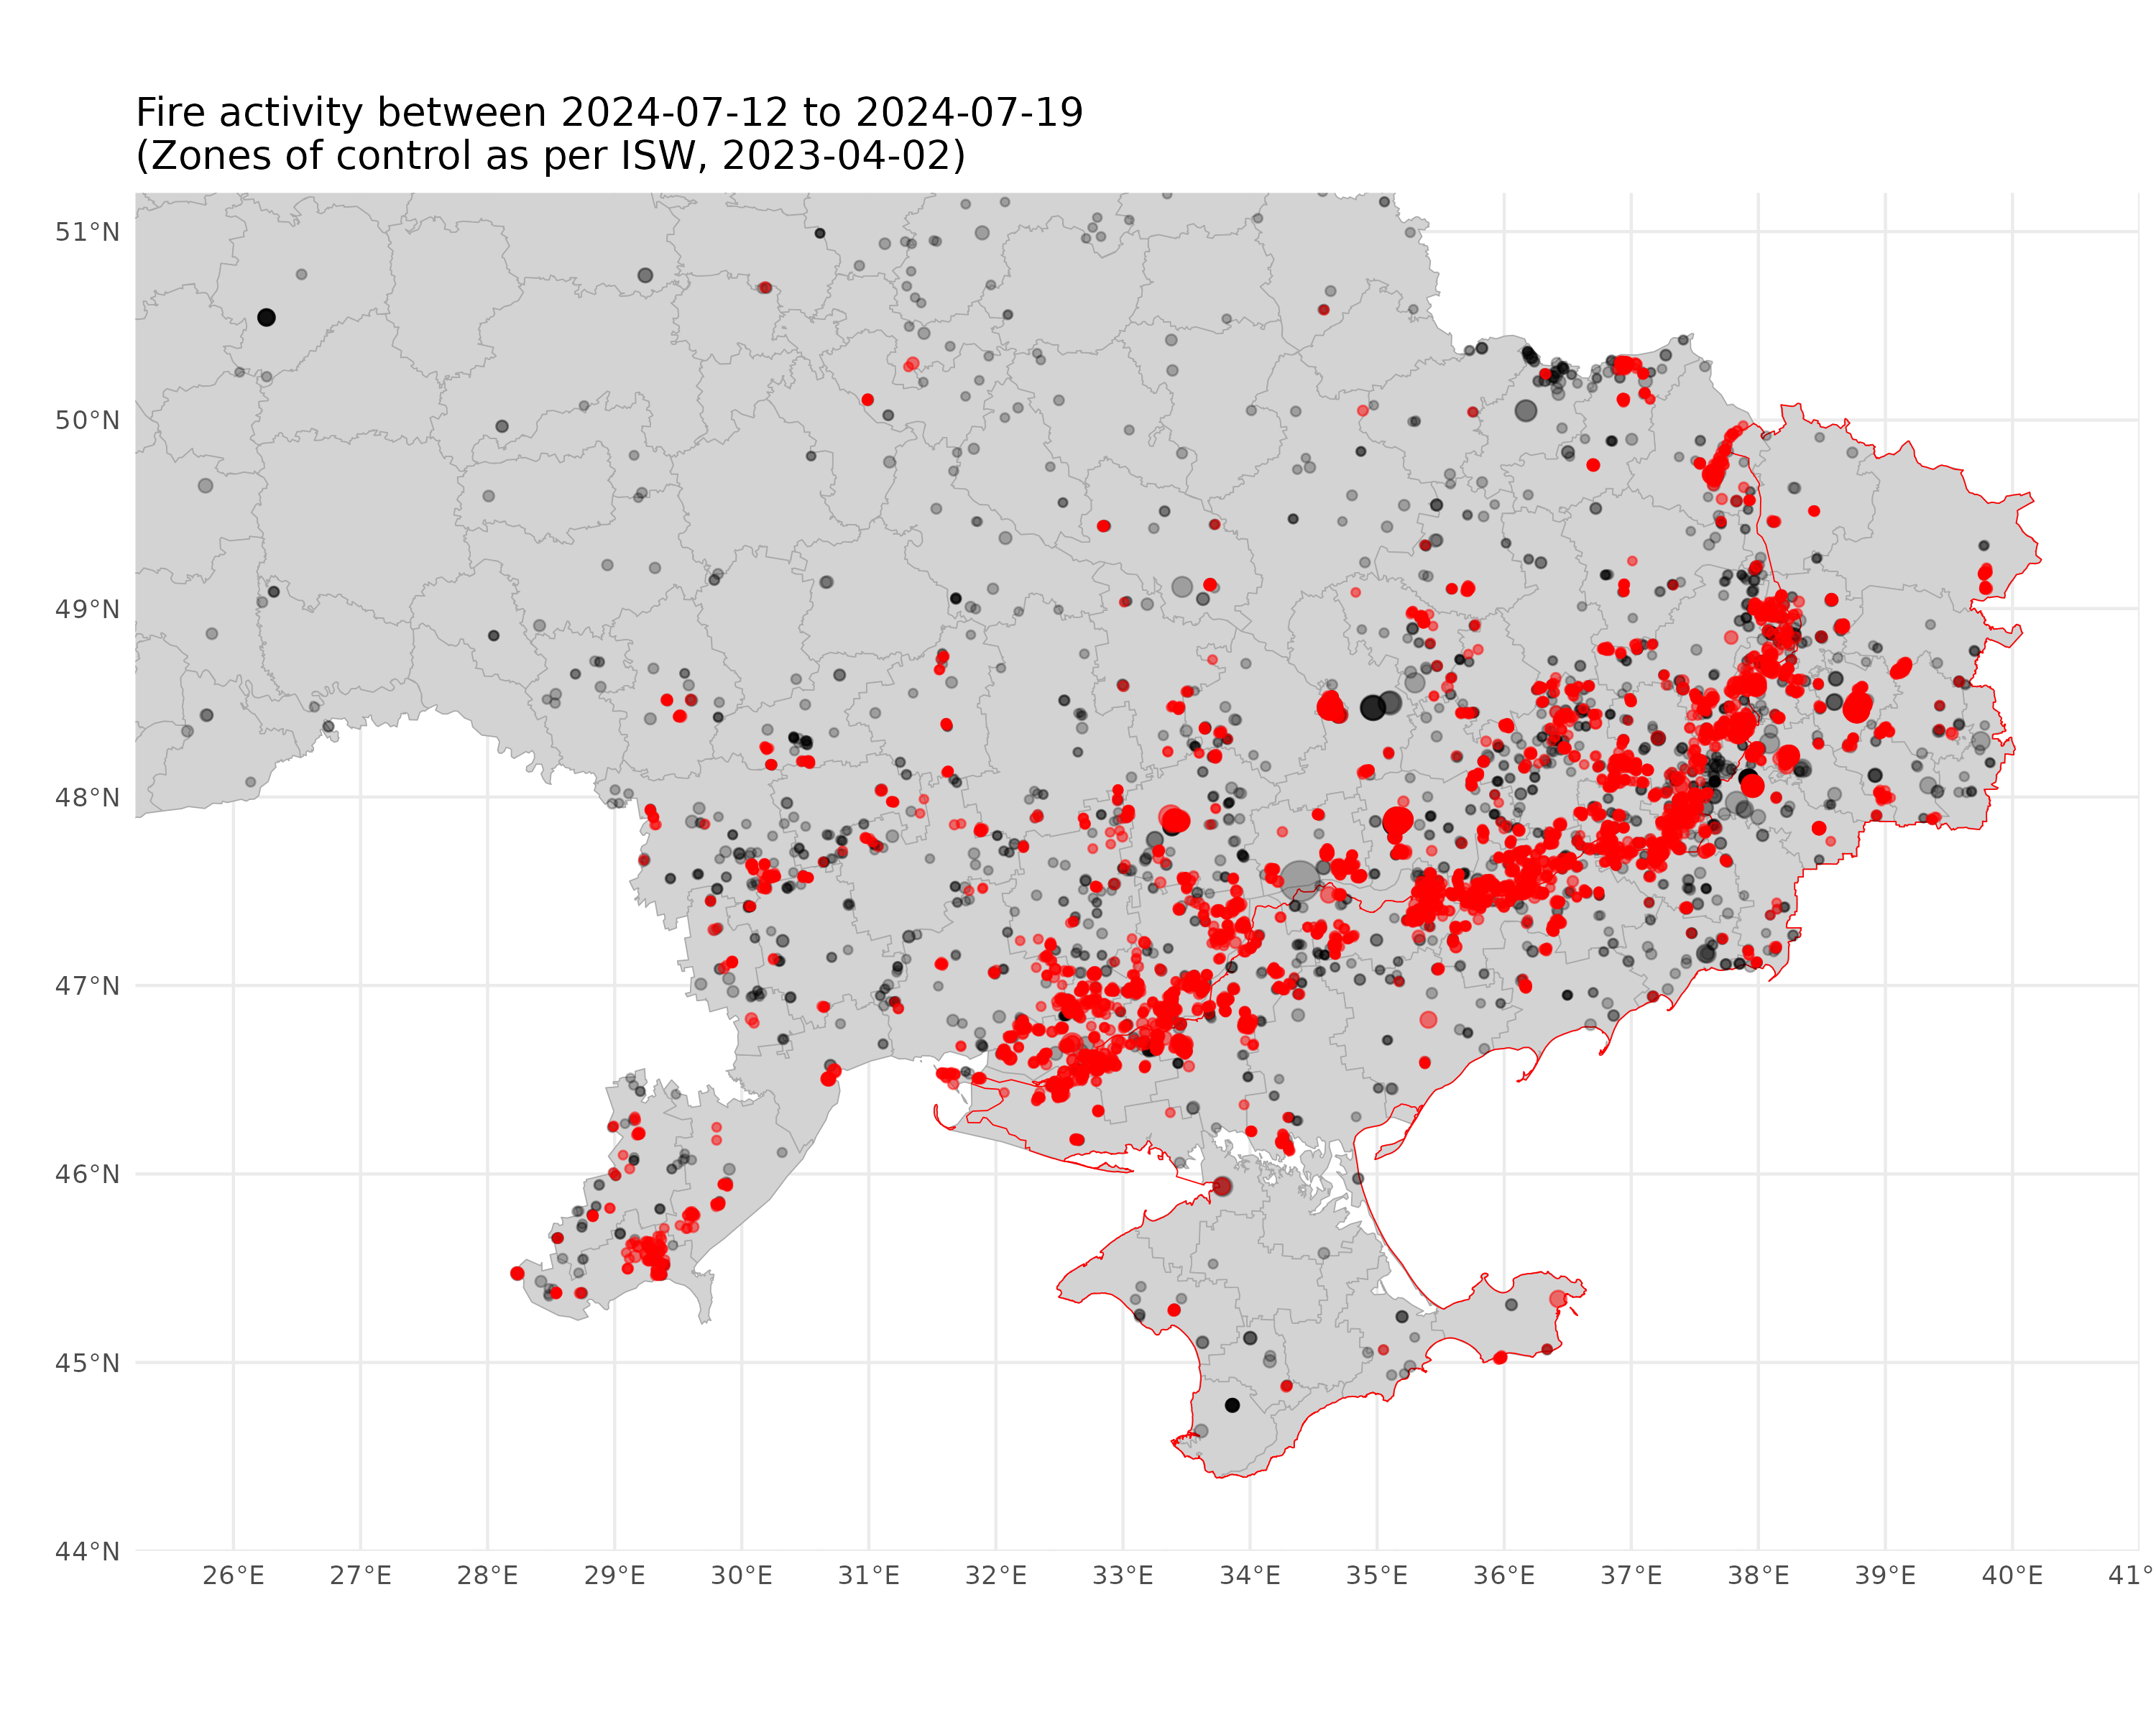 Fire activity between 2024-07-12 to 2024-07-19
(Zones of control as per ISW, 2023-04-02)
51°N
50°N
49°N
48°N
47°N
46°N
45°N
44°N
26°E 27°E 28°E 29°E 30°E 31°E 32°E 33°E 34°E 35°E 36°E 37°E 38°E 39°E 40°E 41°